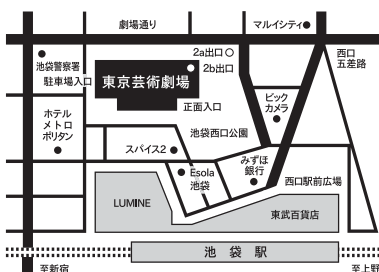 劇場通り
マルイシティ
2a出口
西口
五差路
池袋警察署
2b出口
駐車場入口
東京芸術劇場
正面入口
ビック
カメラ
ホテル
メトロ
ポリタン
池袋西口公園
スパイス2
みずほ
銀行
Esola
池袋
西口駅前広場
LUMINE
東武百貨店
池袋駅
至新宿
至上野